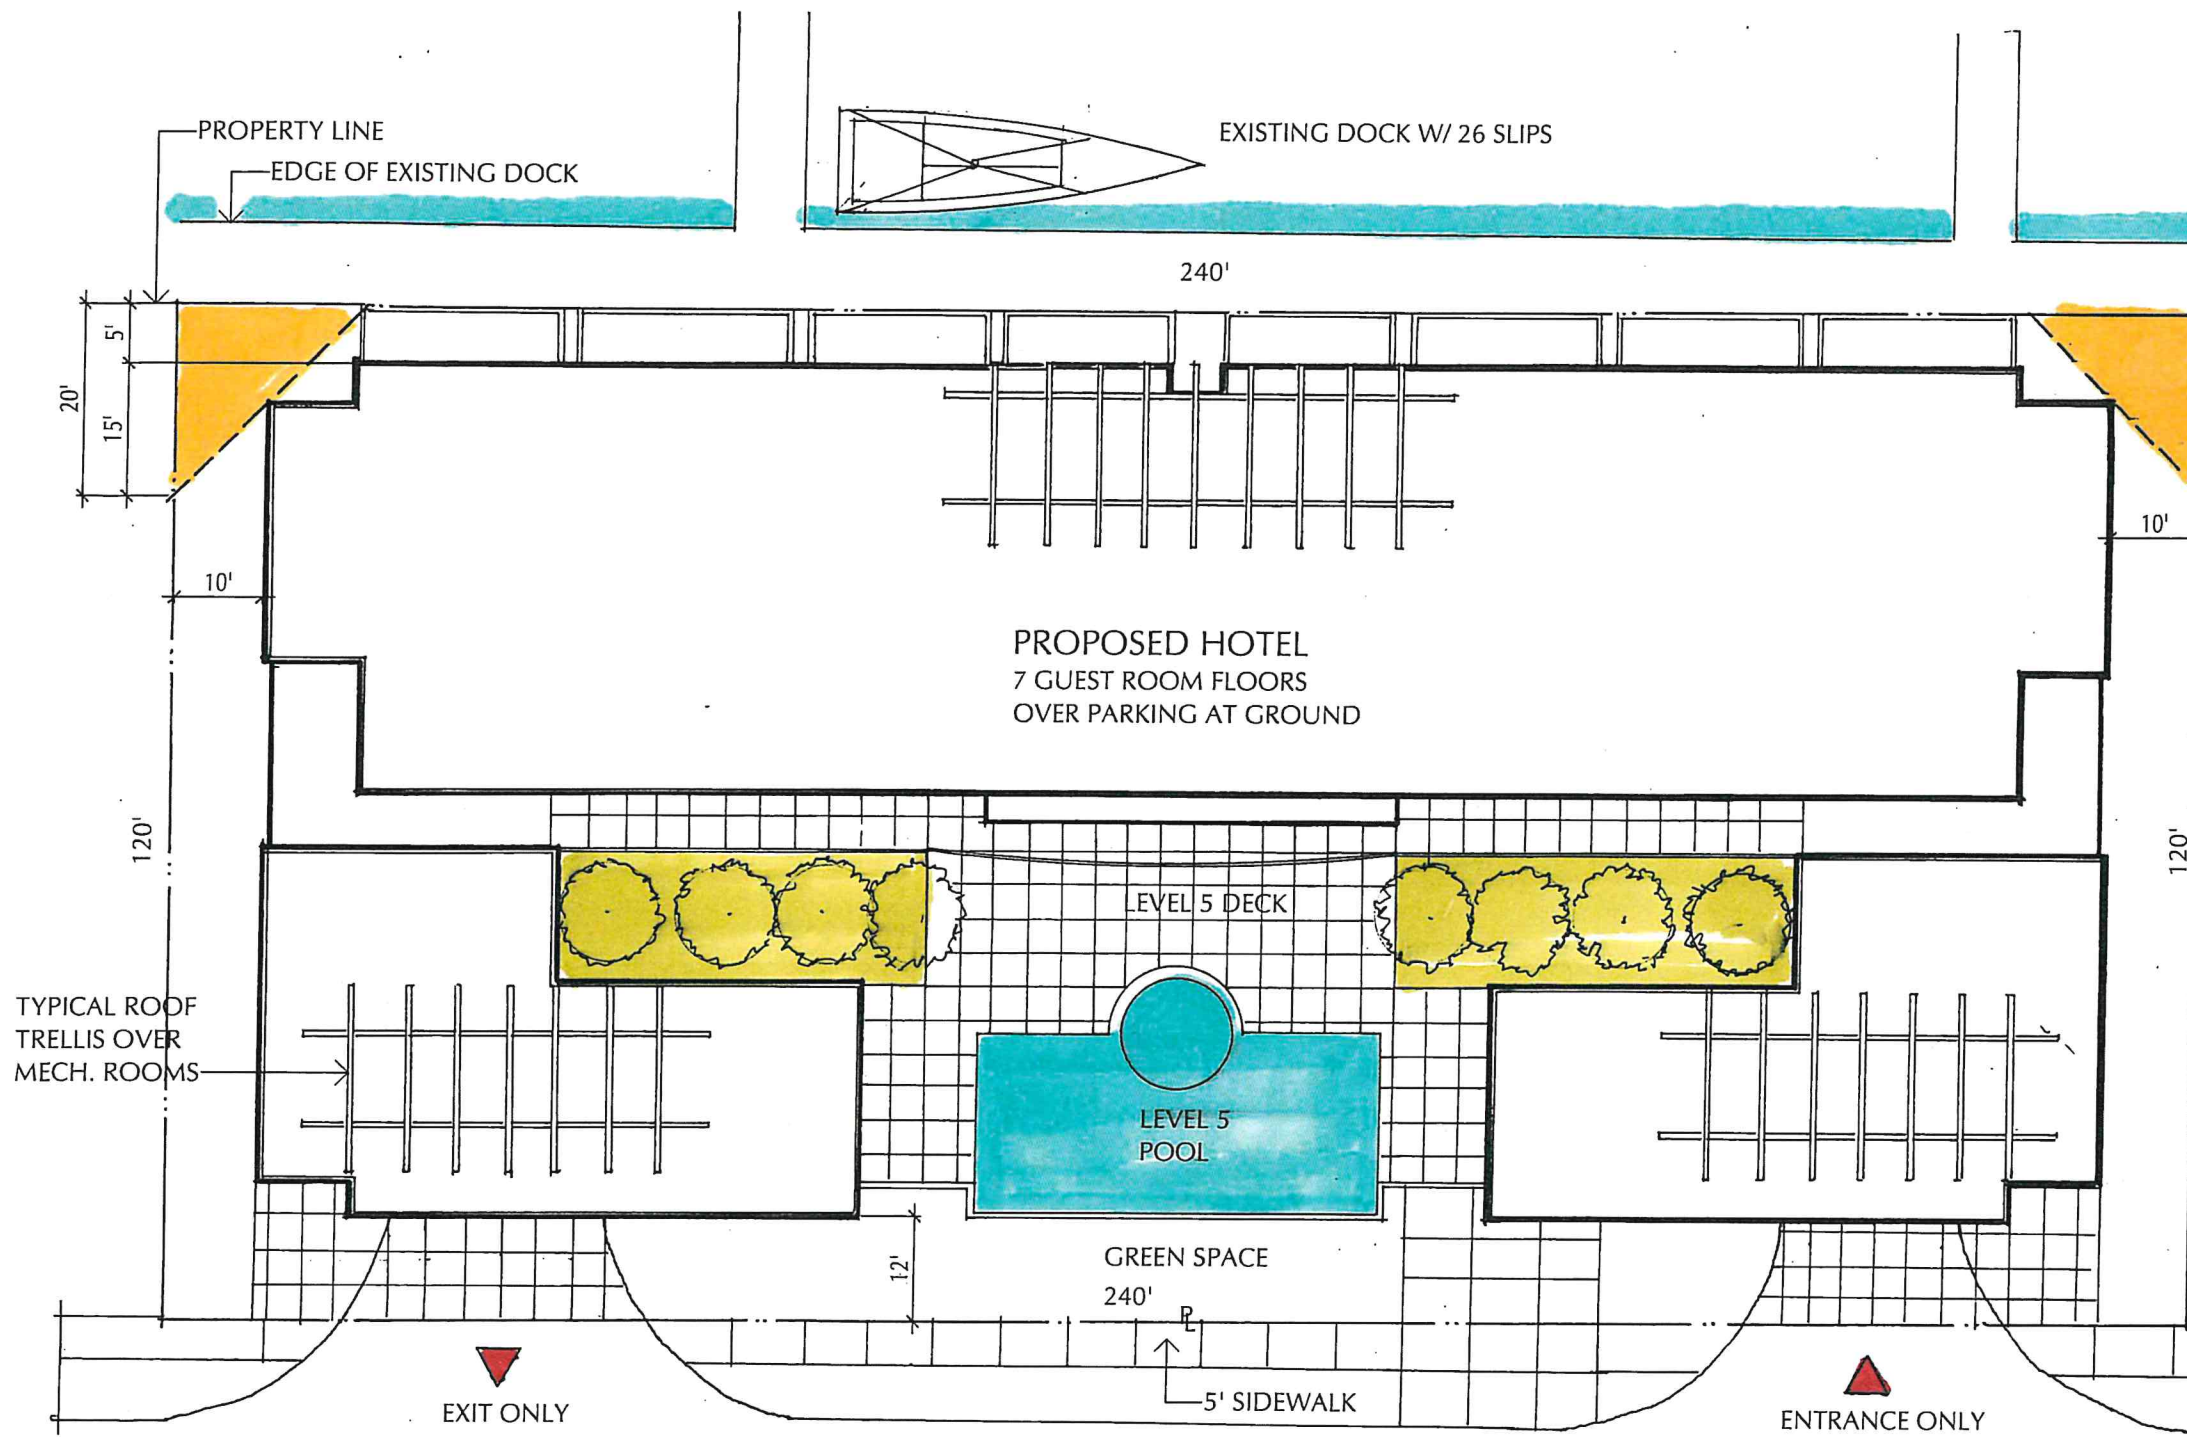 PROPERTY LINE
EDGE OF EXISTING DOCK
EXISTING DOCK W/ 26 SLIPS
240'
5'
20'
15'
10'
10'
PROPOSED HOTEL
7 GUEST ROOM FLOORS
OVER PARKING AT GROUND
120'
120'
LEVEL 5 DECK
TYPICAL ROOF
TRELLIS OVER
MECH. ROOMS
LEVEL 5
POOL
12'
GREEN SPACE
240'
PL
5' SIDEWALK
EXIT ONLY
ENTRANCE ONLY